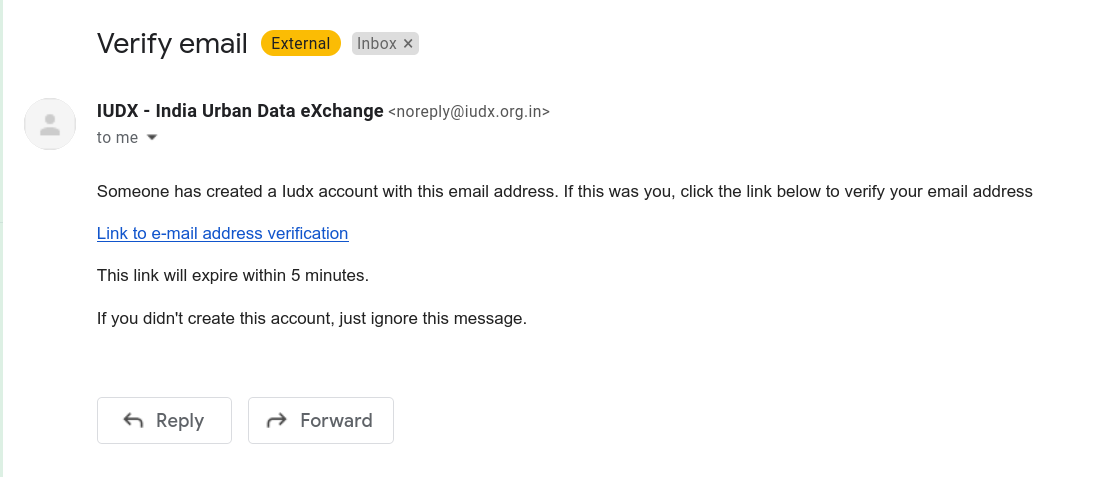 Verify email External Inbox ×
IUDX - India Urban Data eXchange <noreply@iudx.org.in>
to me
Someone has created a Iudx account with this email address. If this was you, click the link below to verify your email address
Link to e-mail address verification
This link will expire within 5 minutes.
If you didn't create this account, just ignore this message.
Reply Forward